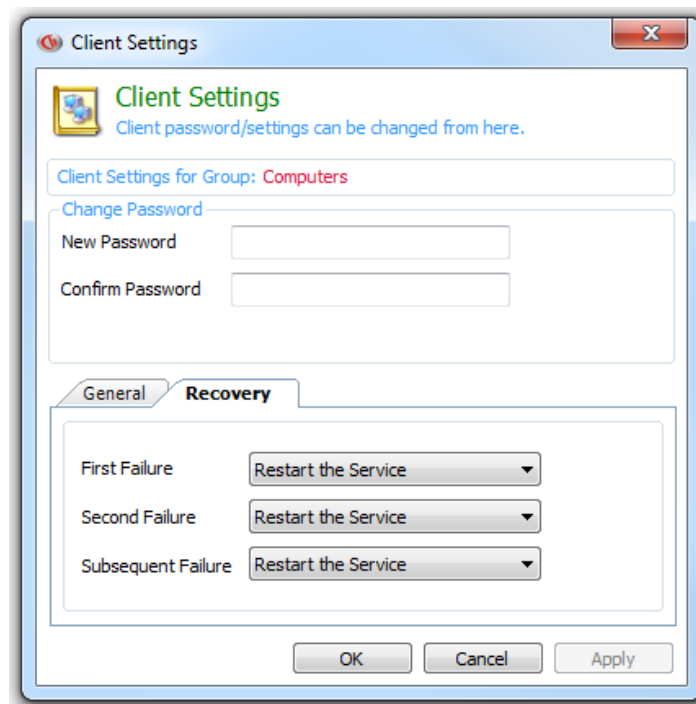 Client Settings
Client Settings
Client password/settings can be changed from here.
Client Settings for Group: Computers
Change Password
New Password
Confirm Password
General Recovery
First Failure Restart the Service
Second Failure Restart the Service
Subsequent Failure Restart the Service
OK Cancel Apply